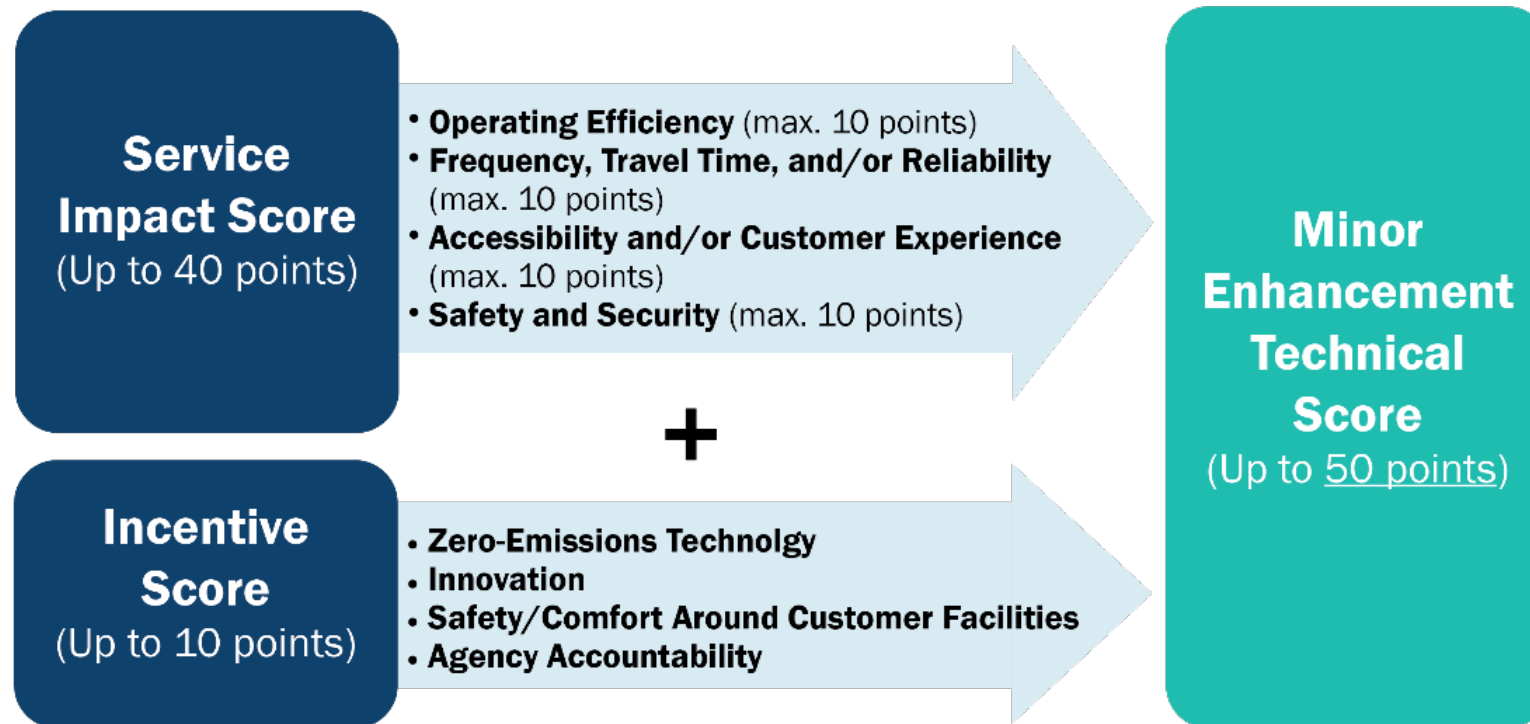 Service
Impact Score
(Up to 40 points)
• Operating Efficiency (max. 10 points)
• Frequency, Travel Time, and/or Reliability
(max. 10 points)
• Accessibility and/or Customer Experience
(max. 10 points)
• Safety and Security (max. 10 points)
+
Incentive
Score
(Up to 10 points)
• Zero-Emissions Technolgy
• Innovation
• Safety/Comfort Around Customer Facilities
• Agency Accountability
Minor
Enhancement
Technical
Score
(Up to 50 points)